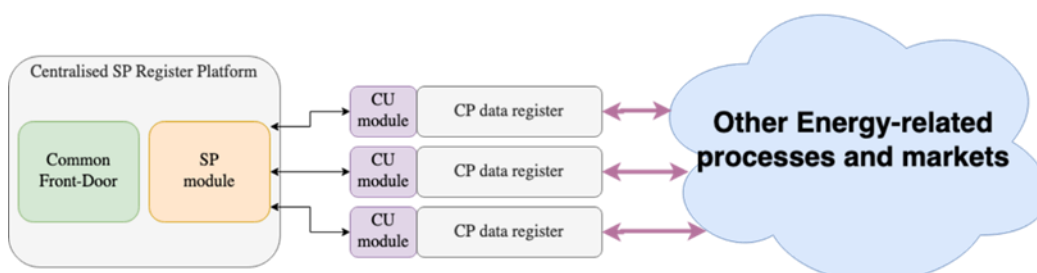 Centralised SP Register Platform
Common
Front-Door
SP
module
CU
module
CP data register
CU
module
CP data register
CU
module
CP data register
Other Energy-related
processes and markets